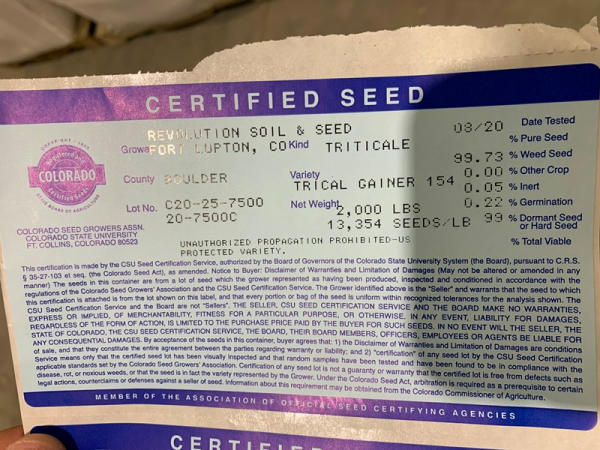 CERTIFIED SEED
REVOLUTION SOIL & SEED 08/20 Date Tested
Grower FORT LUPTON, CO Kind TRITICALE % Pure Seed
99.73 % Weed Seed
COPYRIGHT 1963
Registered
COLORADO
Certified Seeds
STATE BOARD OF AGRICULTURE
County BOULDER Variety 0.00 % Other Crop
TRICAL GAINER 154 0.05 % Inert
Lot No. C20-25-7500 Net Weight 2,000 LBS 0.22 % Germination
20-7500C 13,354 SEEDS/LB 99 % Dormant Seed
or Hard Seed
% Total Viable
COLORADO SEED GROWERS ASSN.
COLORADO STATE UNIVERSITY
FT. COLLINS, COLORADO 80523
UNAUTHORIZED PROPAGATION PROHIBITED-US
PROTECTED VARIETY.
This certification is made by the CSU Seed Certification Service, authorized by the Board of Governors of the Colorado State University System (the Board), pursuant to C.R.S.
§ 35-27-103 et seq. (the Colorado Seed Act), as amended. Notice to Buyer: Disclaimer of Warranties and Limitation of Damages (May not be altered or amended in any
manner) The seeds in this container are from a lot of seed which the grower represented as having been produced, inspected and conditioned in accordance with the
regulations of the Colorado Seed Growers' Association and the CSU Seed Certification Service. The Grower identified above is the "Seller" and warrants that the seed to which
this certification is attached is from the lot shown on label, and that every portion or bag of the seed is uniform within recognized tolerances for the analysis shown. The
CSU Seed Certification Service and the Board are not "Sellers". THE SELLER, CSU SEED CERTIFICATION SERVICE AND THE BOARD MAKE NO WARRANTIES,
EXPRESS OR IMPLIED, OF MERCHANTABILITY, FITNESS FOR A PARTICULAR PURPOSE, OR OTHERWISE. IN ANY EVENT, LIABILITY FOR DAMAGES,
REGARDLESS OF THE FORM OF ACTION, IS LIMITED TO THE PURCHASE PRICE PAID BY THE BUYER FOR SUCH SEEDS. IN NO EVENT WILL THE SELLER, THE
STATE OF COLORADO, THE CSU SEED CERTIFICATION SERVICE, THE BOARD, THEIR BOARD MEMBERS, OFFICERS, EMPLOYEES OR AGENTS BE LIABLE FOR
ANY CONSEQUENTIAL DAMAGES. BY acceptance of the seeds in this container, buyer agrees that: 1) the Disclaimer of Warranties and Limitation of Damages are conditions
of sale, and that they constitute the entire agreement between the parties regarding warranty or liability; and 2) "certification" of any seed lot by the CSU Seed Certification
Service means only that the certified lot has been visually inspected and that random samples have been tested and have been found to be in compliance with the
applicable standards set by the Colorado Seed Growers' Association. Certification of any seed lot is not a guaranty or warranty that the certified lot is free from defects such as
disease, rot, or noxious weeds, or that the seed is in fact the variety represented by the Grower. Under the Colorado Seed Act, arbitration is required as a prerequisite to certain
legal actions, counterclaims or defenses against a seller of seed. Information about this requirement may be obtained from the Colorado Commissioner of Agriculture.
MEMBER OF THE ASSOCIATION OF OFFICIAL SEED CERTIFYING AGENCIES